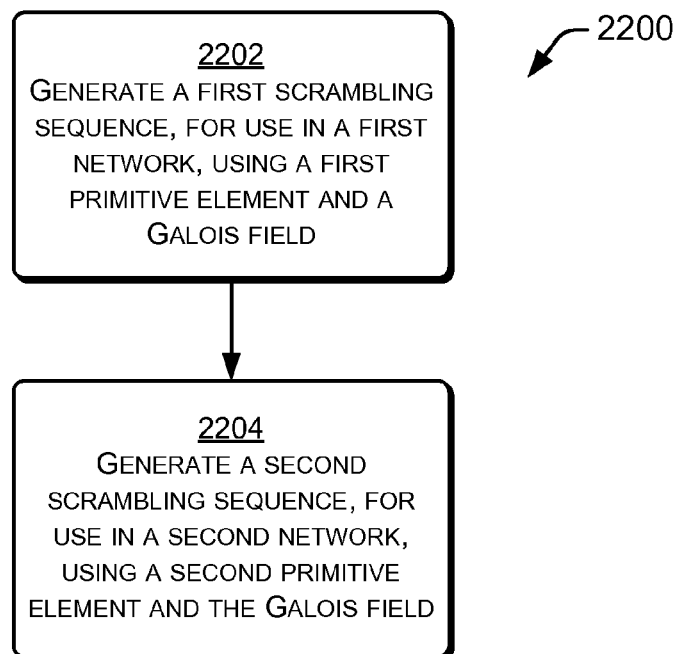 2200
2202
GENERATE A FIRST SCRAMBLING
SEQUENCE, FOR USE IN A FIRST
NETWORK, USING A FIRST
PRIMITIVE ELEMENT AND A
GALOIS FIELD
2204
GENERATE A SECOND
SCRAMBLING SEQUENCE, FOR
USE IN A SECOND NETWORK,
USING A SECOND PRIMITIVE
ELEMENT AND THE GALOIS FIELD